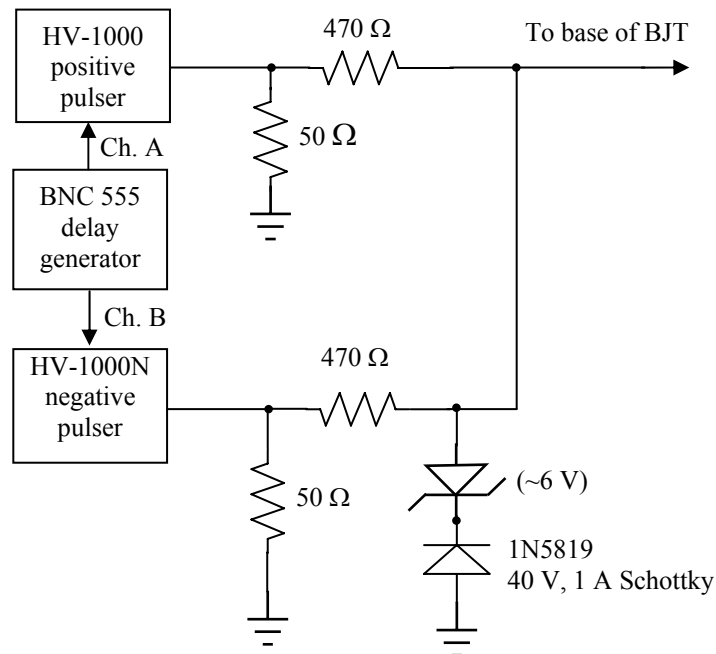 HV-1000
positive
pulser
470 Ω
To base of BJT
50 Ω
Ch. A
BNC 555
delay
generator
Ch. B
HV-1000N
negative
pulser
470 Ω
50 Ω
(~6 V)
1N5819
40 V, 1 A Schottky